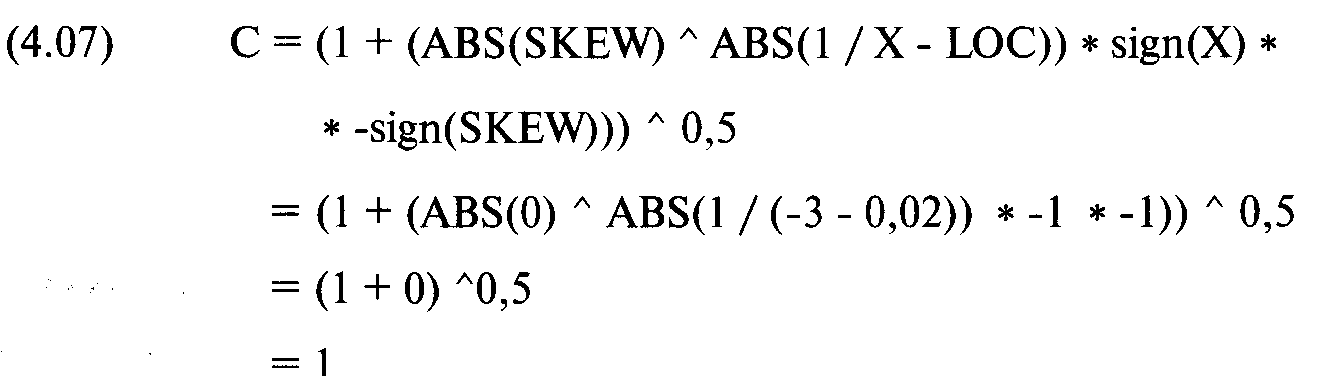 (4.07) C = (1 + (ABS(SKEW) ^ ABS(1 / X - LOC)) * sign(X) *
* -sign(SKEW))) ^ 0,5
= (1 + (ABS(0) ^ ABS(1 / (-3 - 0,02)) * -1 * -1)) ^ 0,5
= (1 + 0) ^0,5
= 1